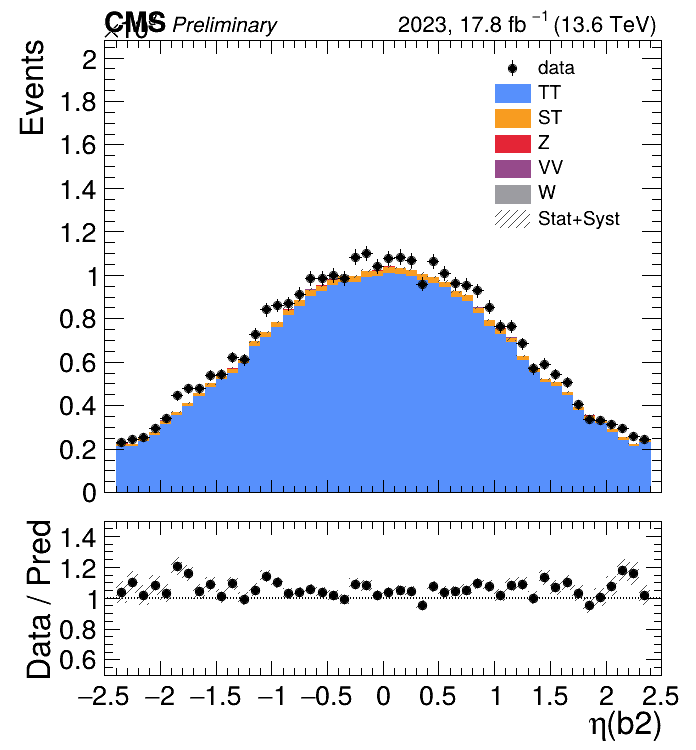 CMS Preliminary 2023, 17.8 fb⁻¹ (13.6 TeV)
Events
2
1.8
1.6
1.4
1.2
1
0.8
0.6
0.4
0.2
0
data
TT
ST
Z
VV
W
Stat+Syst
Data / Pred
1.4
1.2
1
0.8
0.6
−2.5 −2 −1.5 −1 −0.5 0 0.5 1 1.5 2 2.5
η(b2)